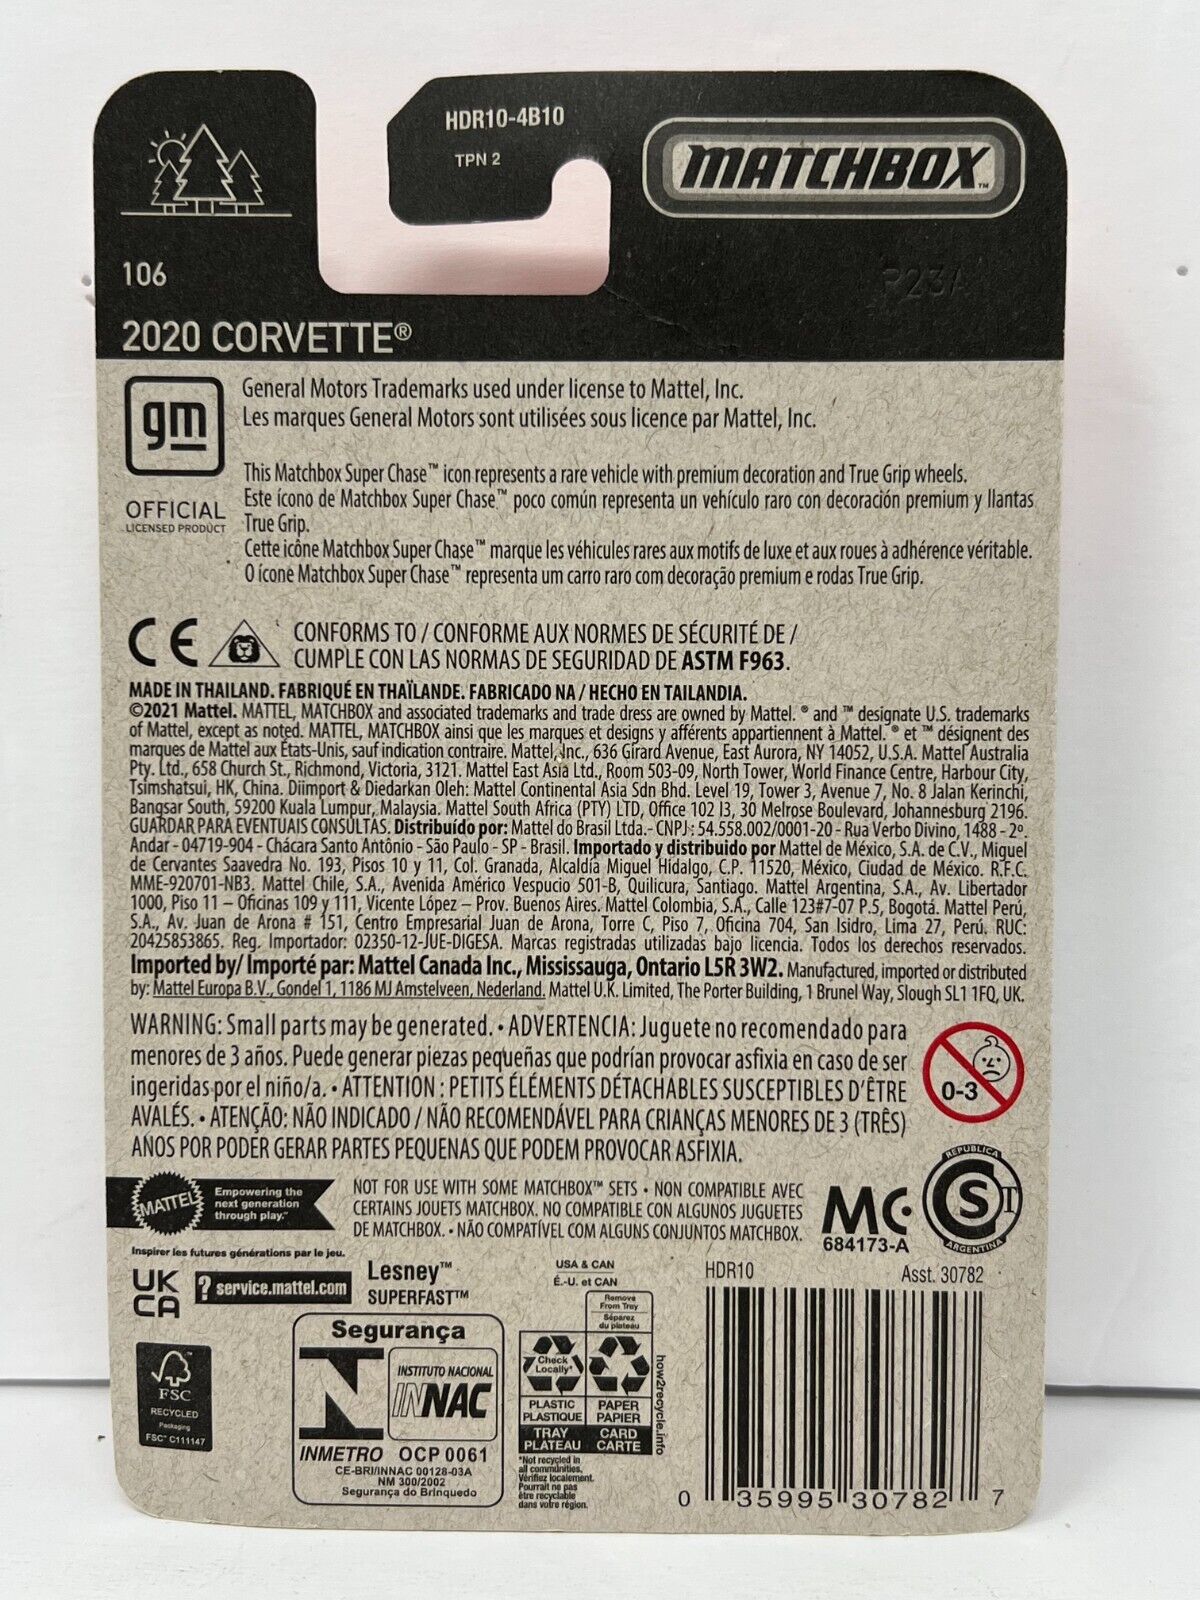 HDR10-4B10
TPN 2
MATCHBOX™
106
P23A
2020 CORVETTE®
gm
OFFICIAL
LICENSED PRODUCT
General Motors Trademarks used under license to Mattel, Inc.
Les marques General Motors sont utilisées sous licence par Mattel, Inc.
This Matchbox Super Chase™ icon represents a rare vehicle with premium decoration and True Grip wheels.
Este ícono de Matchbox Super Chase™ poco común representa un vehículo raro con decoración premium y llantas
True Grip.
Cette icône Matchbox Super Chase™ marque les véhicules rares aux motifs de luxe et aux roues à adhérence véritable.
O ícone Matchbox Super Chase™ representa um carro raro com decoração premium e rodas True Grip.
CE
CONFORMS TO / CONFORME AUX NORMES DE SÉCURITÉ DE /
CUMPLE CON LAS NORMAS DE SEGURIDAD DE ASTM F963.
MADE IN THAILAND. FABRIQUÉ EN THAÏLANDE. FABRICADO NA / HECHO EN TAILANDIA.
©2021 Mattel. MATTEL, MATCHBOX and associated trademarks and trade dress are owned by Mattel. ® and ™ designate U.S. trademarks
of Mattel, except as noted. MATTEL, MATCHBOX ainsi que les marques et designs y afférents appartiennent à Mattel. ® et ™ désignent des
marques de Mattel aux États-Unis, sauf indication contraire. Mattel, Inc., 636 Girard Avenue, East Aurora, NY 14052, U.S.A. Mattel Australia
Pty. Ltd., 658 Church St., Richmond, Victoria, 3121. Mattel East Asia Ltd., Room 503-09, North Tower, World Finance Centre, Harbour City,
Tsimshatsui, HK, China. Diimport & Diedarkan Oleh: Mattel Continental Asia Sdn Bhd. Level 19, Tower 3, Avenue 7, No. 8 Jalan Kerinchi,
Bangsar South, 59200 Kuala Lumpur, Malaysia. Mattel South Africa (PTY) LTD, Office 102 I3, 30 Melrose Boulevard, Johannesburg 2196.
GUARDAR PARA EVENTUAIS CONSULTAS. Distribuído por: Mattel do Brasil Ltda.- CNPJ : 54.558.002/0001-20 - Rua Verbo Divino, 1488 - 2º.
Andar - 04719-904 - Chácara Santo Antônio - São Paulo - SP - Brasil. Importado y distribuido por Mattel de México, S.A. de C.V., Miguel
de Cervantes Saavedra No. 193, Pisos 10 y 11, Col. Granada, Alcaldía Miguel Hidalgo, C.P. 11520, México, Ciudad de México. R.F.C.
MME-920701-NB3. Mattel Chile, S.A., Avenida Américo Vespucio 501-B, Quilicura, Santiago. Mattel Argentina, S.A., Av. Libertador
1000, Piso 11 – Oficinas 109 y 111, Vicente López – Prov. Buenos Aires. Mattel Colombia, S.A., Calle 123#7-07 P.5, Bogotá. Mattel Perú,
S.A., Av. Juan de Arona # 151, Centro Empresarial Juan de Arona, Torre C, Piso 7, Oficina 704, San Isidro, Lima 27, Perú. RUC:
20425853865. Reg. Importador: 02350-12-JUE-DIGESA. Marcas registradas utilizadas bajo licencia. Todos los derechos reservados.
Imported by/ Importé par: Mattel Canada Inc., Mississauga, Ontario L5R 3W2. Manufactured, imported or distributed
by: Mattel Europa B.V., Gondel 1, 1186 MJ Amstelveen, Nederland. Mattel U.K. Limited, The Porter Building, 1 Brunel Way, Slough SL1 1FQ, UK.
WARNING: Small parts may be generated. • ADVERTENCIA: Juguete no recomendado para
menores de 3 años. Puede generar piezas pequeñas que podrían provocar asfixia en caso de ser
ingeridas por el niño/a. • ATTENTION : PETITS ÉLÉMENTS DÉTACHABLES SUSCEPTIBLES D'ÊTRE
AVALÉS. • ATENÇÃO: NÃO INDICADO / NÃO RECOMENDÁVEL PARA CRIANÇAS MENORES DE 3 (TRÊS)
ANOS POR PODER GERAR PARTES PEQUENAS QUE PODEM PROVOCAR ASFIXIA.
0-3
MATTEL
Empowering the
next generation
through play.™
Inspirer les futures générations par le jeu.
NOT FOR USE WITH SOME MATCHBOX™ SETS • NON COMPATIBLE AVEC
CERTAINS JOUETS MATCHBOX. NO COMPATIBLE CON ALGUNOS JUGUETES
DE MATCHBOX. • NÃO COMPATÍVEL COM ALGUNS CONJUNTOS MATCHBOX.
MC
684173-A
REPUBLICA
S T
ARGENTINA
UK
CA
? service.mattel.com
Lesney™
SUPERFAST™
FSC
RECYCLED
Packaging
FSC™ C111147
Segurança
N
INSTITUTO NACIONAL
INNAC
INMETRO OCP 0061
CE-BRI/INNAC 00128-03A
NM 300/2002
Segurança do Brinquedo
USA & CAN
É.-U. et CAN
Remove
From Tray
Séparez
du plateau
Check
Locally*
PLASTIC
PLASTIQUE
TRAY
PLATEAU
PAPER
PAPIER
CARD
CARTE
how2recycle.info
*Not recycled in
all communities.
Vérifiez localement.
Pourrait ne pas
être recyclable
dans votre région.
HDR10
Asst. 30782
0 35995 30782 7